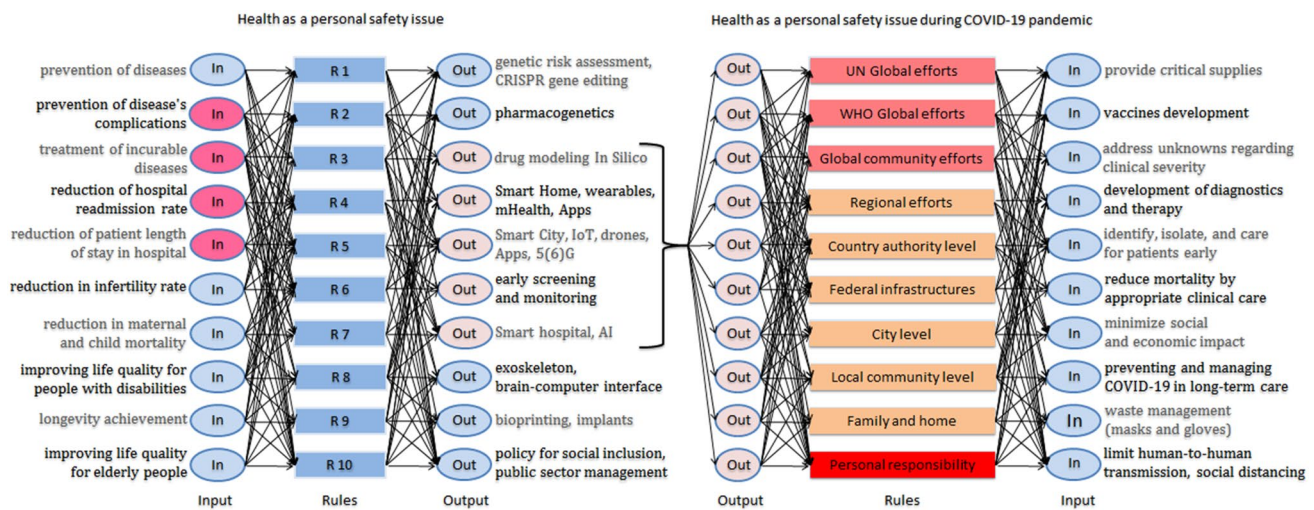 Health as a personal safety issue
Health as a personal safety issue during COVID-19 pandemic
prevention of diseases
In
R 1
Out
genetic risk assessment,
CRISPR gene editing
Out
UN Global efforts
In
provide critical supplies
prevention of disease's
complications
In
R 2
Out
pharmacogenetics
Out
WHO Global efforts
In
vaccines development
treatment of incurable
diseases
In
R 3
Out
drug modeling In Silico
Out
Global community efforts
In
address unknowns regarding
clinical severity
reduction of hospital
readmission rate
In
R 4
Out
Smart Home, wearables,
mHealth, Apps
Out
Regional efforts
In
development of diagnostics
and therapy
reduction of patient length
of stay in hospital
In
R 5
Out
Smart City, IoT, drones,
Apps, 5(6)G
Out
Country authority level
In
identify, isolate, and care
for patients early
reduction in infertility rate
In
R 6
Out
early screening
and monitoring
Out
Federal infrastructures
In
reduce mortality by
appropriate clinical care
reduction in maternal
and child mortality
In
R 7
Out
Smart hospital, AI
Out
City level
In
minimize social
and economic impact
improving life quality for
people with disabilities
In
R 8
Out
exoskeleton,
brain-computer interface
Out
Local community level
In
preventing and managing
COVID-19 in long-term care
longevity achievement
In
R 9
Out
bioprinting, implants
Out
Family and home
In
waste management
(masks and gloves)
improving life quality
for elderly people
In
R 10
Out
policy for social inclusion,
public sector management
Out
Personal responsibility
In
limit human-to-human
transmission, social distancing
Input
Rules
Output
Output
Rules
Input